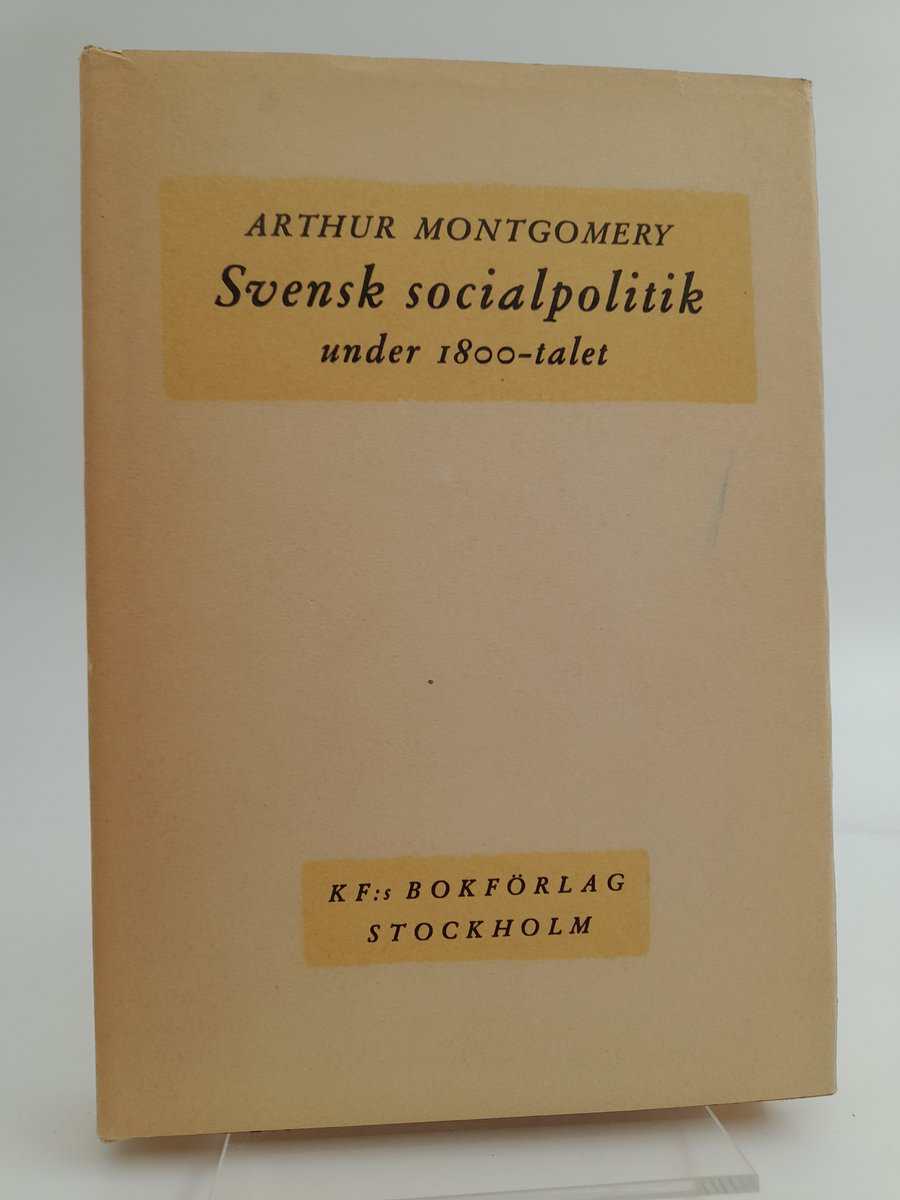 ARTHUR MONTGOMERY
Svensk socialpolitik
under 1800-talet
KF:s BOKFÖRLAG
STOCKHOLM